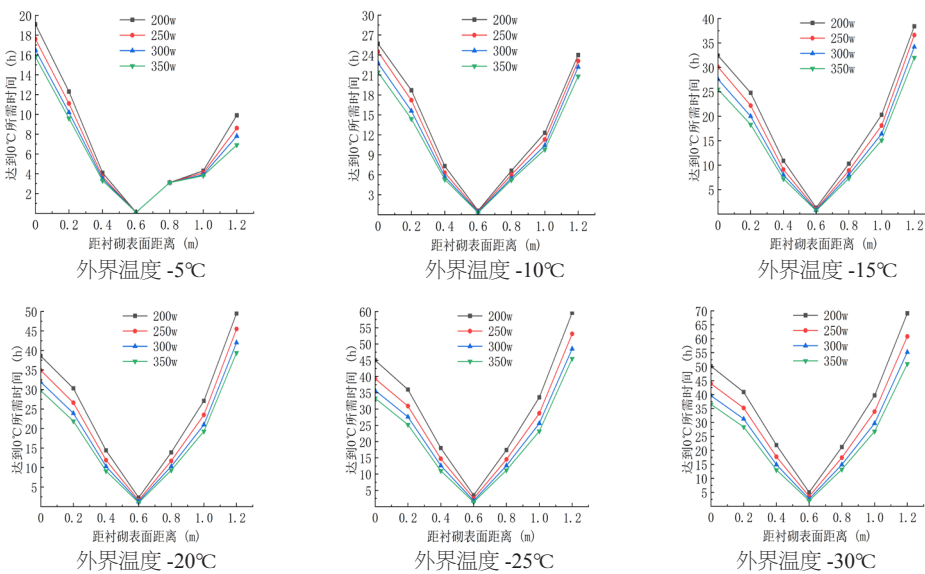 20
18
16
14
12
10
8
6
4
2
0 0.2 0.4 0.6 0.8 1.0 1.2
达到0℃所需时间 (h)
200w
250w
300w
350w
距衬砌表面距离 (m)
外界温度 -5℃
30
27
24
21
18
15
12
9
6
3
0 0.2 0.4 0.6 0.8 1.0 1.2
达到0℃所需时间 (h)
200w
250w
300w
350w
距衬砌表面距离 (m)
外界温度 -10℃
40
35
30
25
20
15
10
5
0 0.2 0.4 0.6 0.8 1.0 1.2
达到0℃所需时间 (h)
200w
250w
300w
350w
距衬砌表面距离 (m)
外界温度 -15℃
50
45
40
35
30
25
20
15
10
5
0 0.2 0.4 0.6 0.8 1.0 1.2
达到0℃所需时间 (h)
200w
250w
300w
350w
距衬砌表面距离 (m)
外界温度 -20℃
60
55
50
45
40
35
30
25
20
15
10
5
0 0.2 0.4 0.6 0.8 1.0 1.2
达到0℃所需时间 (h)
200w
250w
300w
350w
距衬砌表面距离 (m)
外界温度 -25℃
70
65
60
55
50
45
40
35
30
25
20
15
10
5
0 0.2 0.4 0.6 0.8 1.0 1.2
达到0℃所需时间 (h)
200w
250w
300w
350w
距衬砌表面距离 (m)
外界温度 -30℃